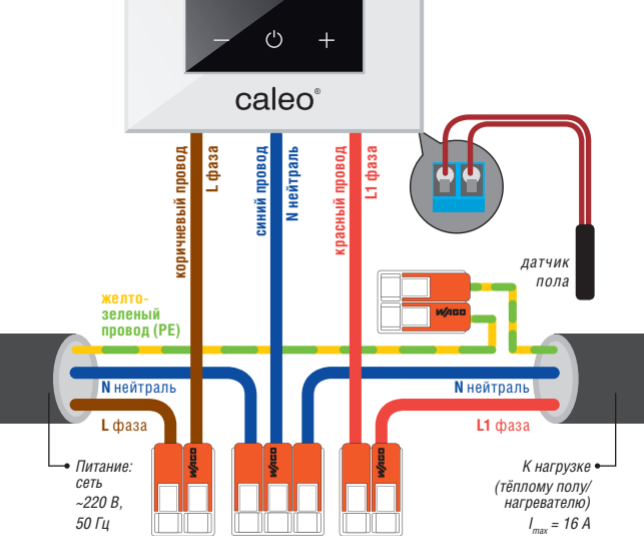 caleo®
коричневый провод
L фаза
синий провод
N нейтраль
красный провод
L1 фаза
датчик
пола
желто-
зеленый
провод (PE)
WAGO
N нейтраль
N нейтраль
L фаза
L1 фаза
WAGO
WAGO
WAGO
Питание:
сеть
~220 В,
50 Гц
К нагрузке
(тёплому полу/
нагревателю)
Imax = 16 А